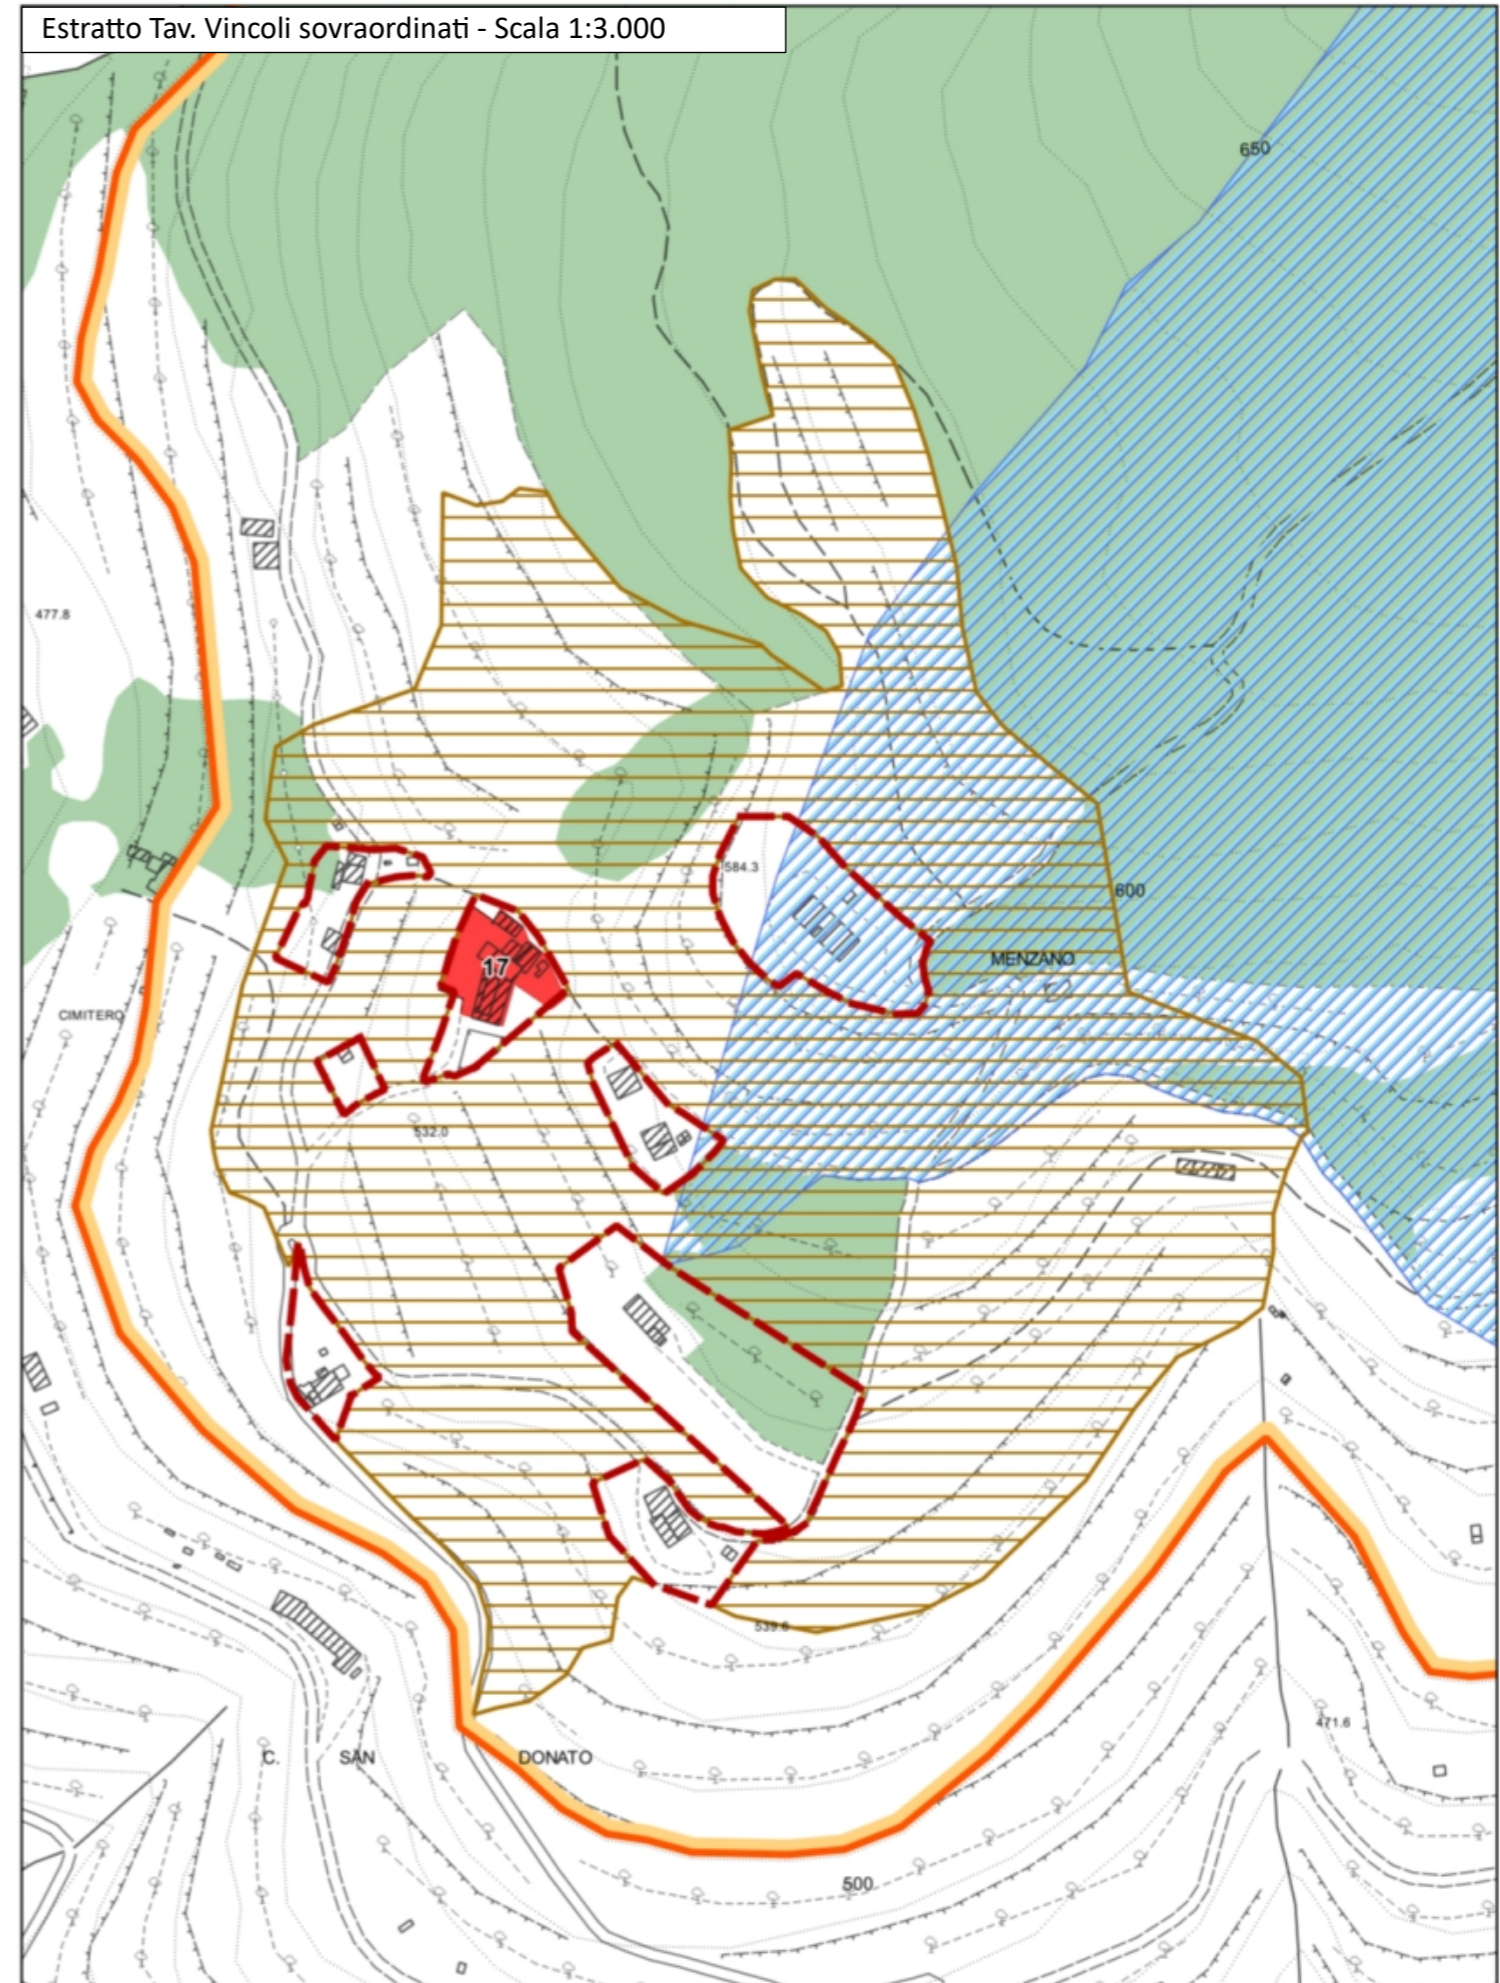 Estratto Tav. Vincoli sovraordinati - Scala 1:3.000
650
477.8
584.3
600
17
MENZANO
CIMITERO
532.0
539.6
471.6
C. SAN DONATO
500